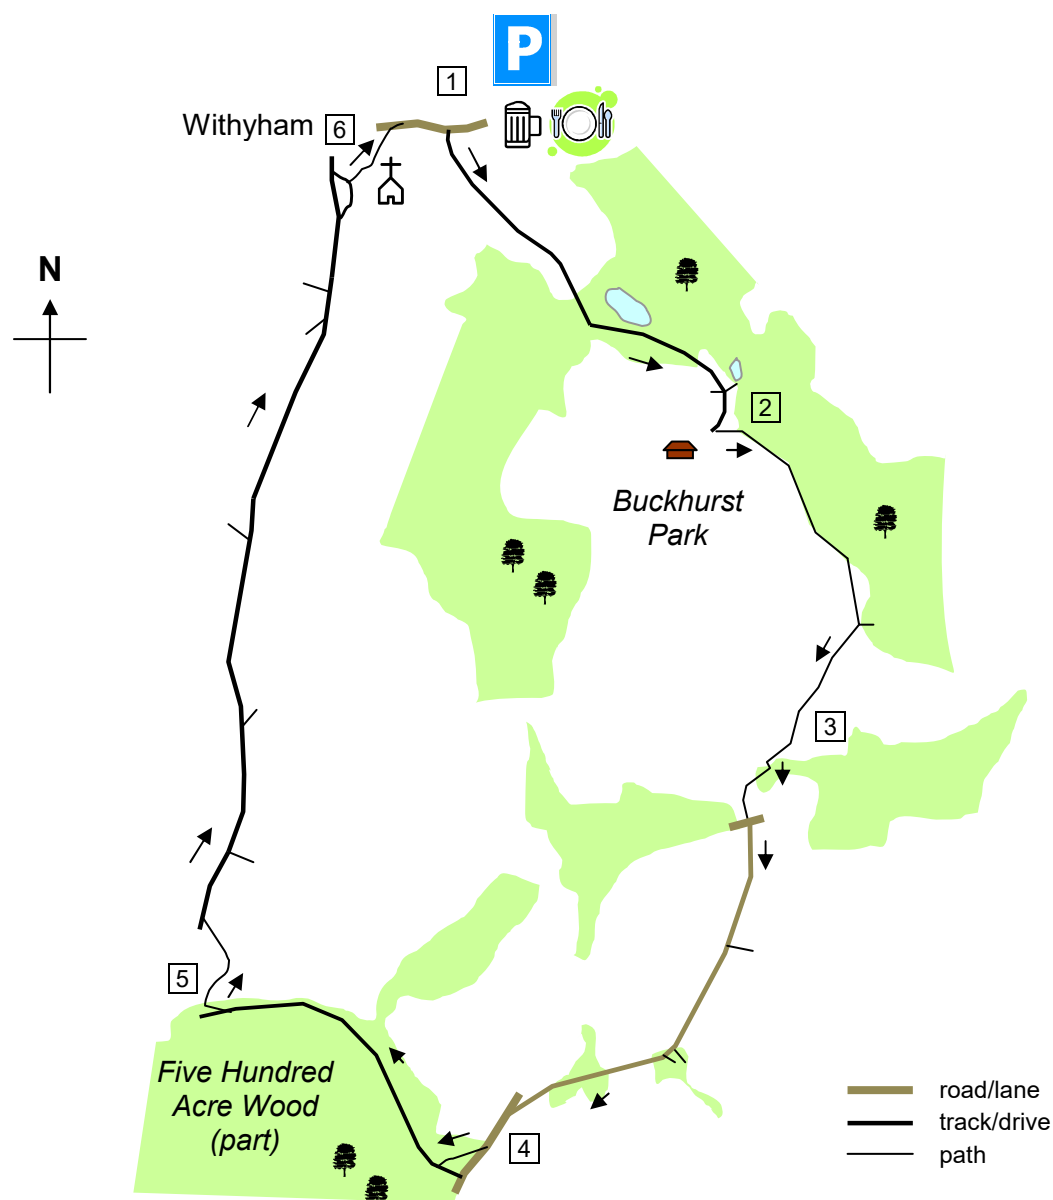 P
1
Withyham
6
N
2
Buckhurst
Park
3
5
Five Hundred
Acre Wood
(part)
4
road/lane
track/drive
path